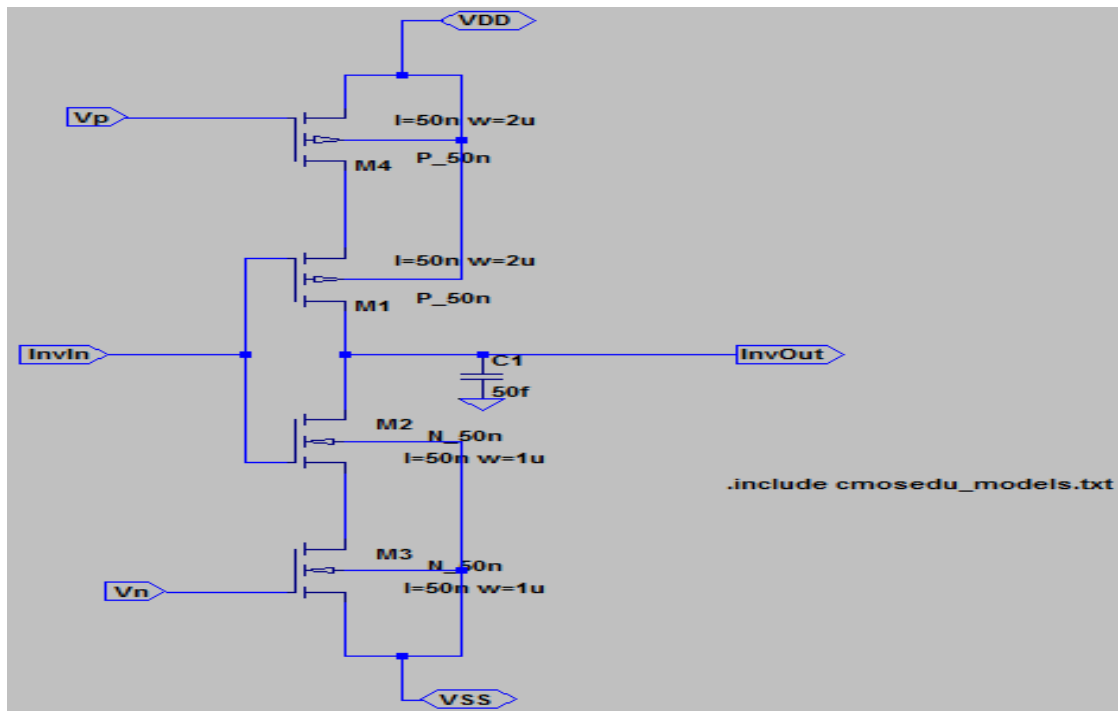 VDD
Vp
l=50n w=2u
P_50n
M4
l=50n w=2u
P_50n
M1
InvIn
InvOut
C1
50f
M2
N_50n
l=50n w=1u
.include cmosedu_models.txt
M3
N_50n
l=50n w=1u
Vn
VSS